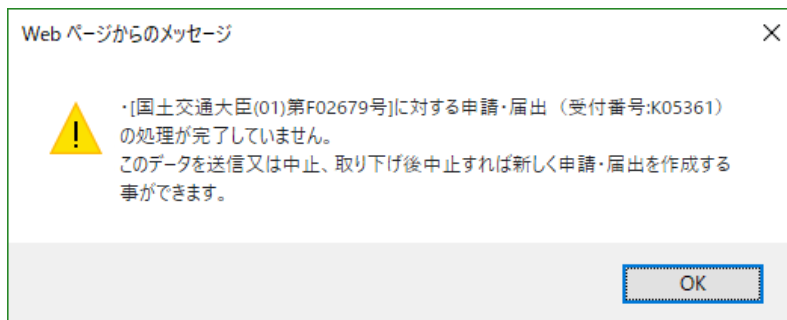 Web ページからのメッセージ
・[国土交通大臣(01)第F02679号]に対する申請・届出（受付番号:K05361）
の処理が完了していません。
このデータを送信又は中止、取り下げ後中止すれば新しく申請・届出を作成する
事ができます。
OK